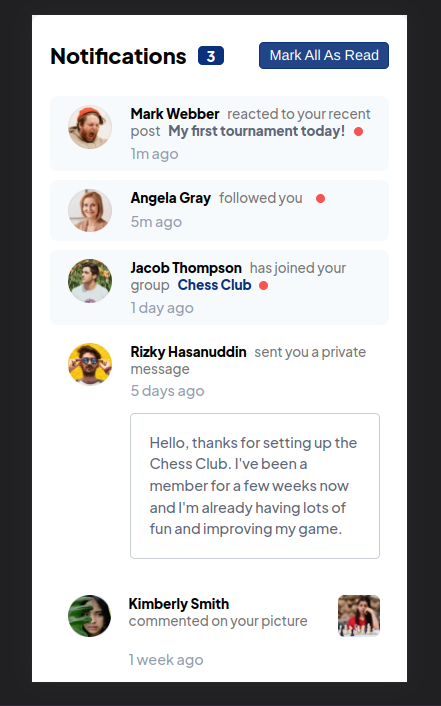 Notifications 3 Mark All As Read
Mark Webber reacted to your recent
post My first tournament today!
1m ago
Angela Gray followed you
5m ago
Jacob Thompson has joined your
group Chess Club
1 day ago
Rizky Hasanuddin sent you a private
message
5 days ago
Hello, thanks for setting up the
Chess Club. I've been a
member for a few weeks now
and I'm already having lots of
fun and improving my game.
Kimberly Smith
commented on your picture
1 week ago